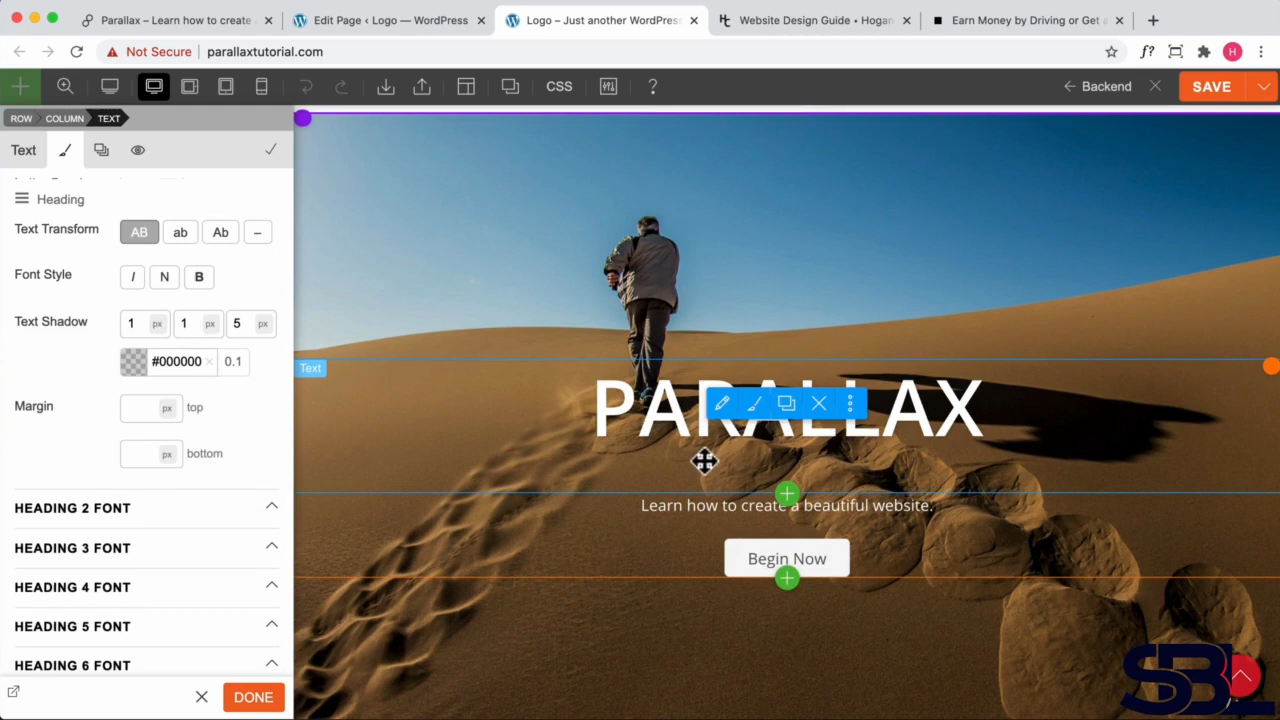 Parallax – Learn how to create
Edit Page ‹ Logo — WordPress
Logo – Just another WordPress
Website Design Guide • Hogan
Earn Money by Driving or Get
Not Secure
parallaxtutorial.com
f?
H
CSS
?
Backend
SAVE
ROW
COLUMN
TEXT
Text
Heading
Text Transform
AB
ab
Ab
–
Font Style
I
N
B
Text Shadow
1 px
1 px
5 px
#000000
0.1
Margin
px
top
px
bottom
HEADING 2 FONT
HEADING 3 FONT
HEADING 4 FONT
HEADING 5 FONT
HEADING 6 FONT
DONE
Text
PARALLAX
Learn how to create a beautiful website.
Begin Now
SBL